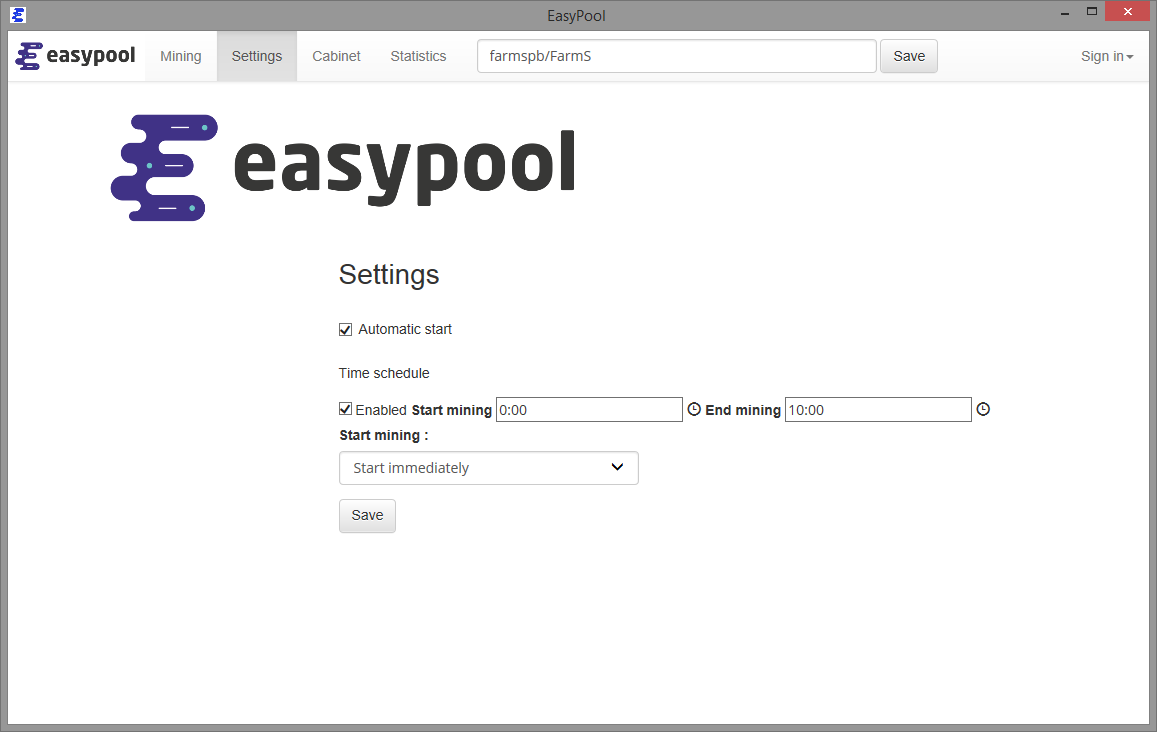 EasyPool
easypool Mining Settings Cabinet Statistics farmspb/FarmS Save Sign in
easypool
Settings
Automatic start
Time schedule
Enabled Start mining 0:00 End mining 10:00
Start mining :
Start immediately
Save